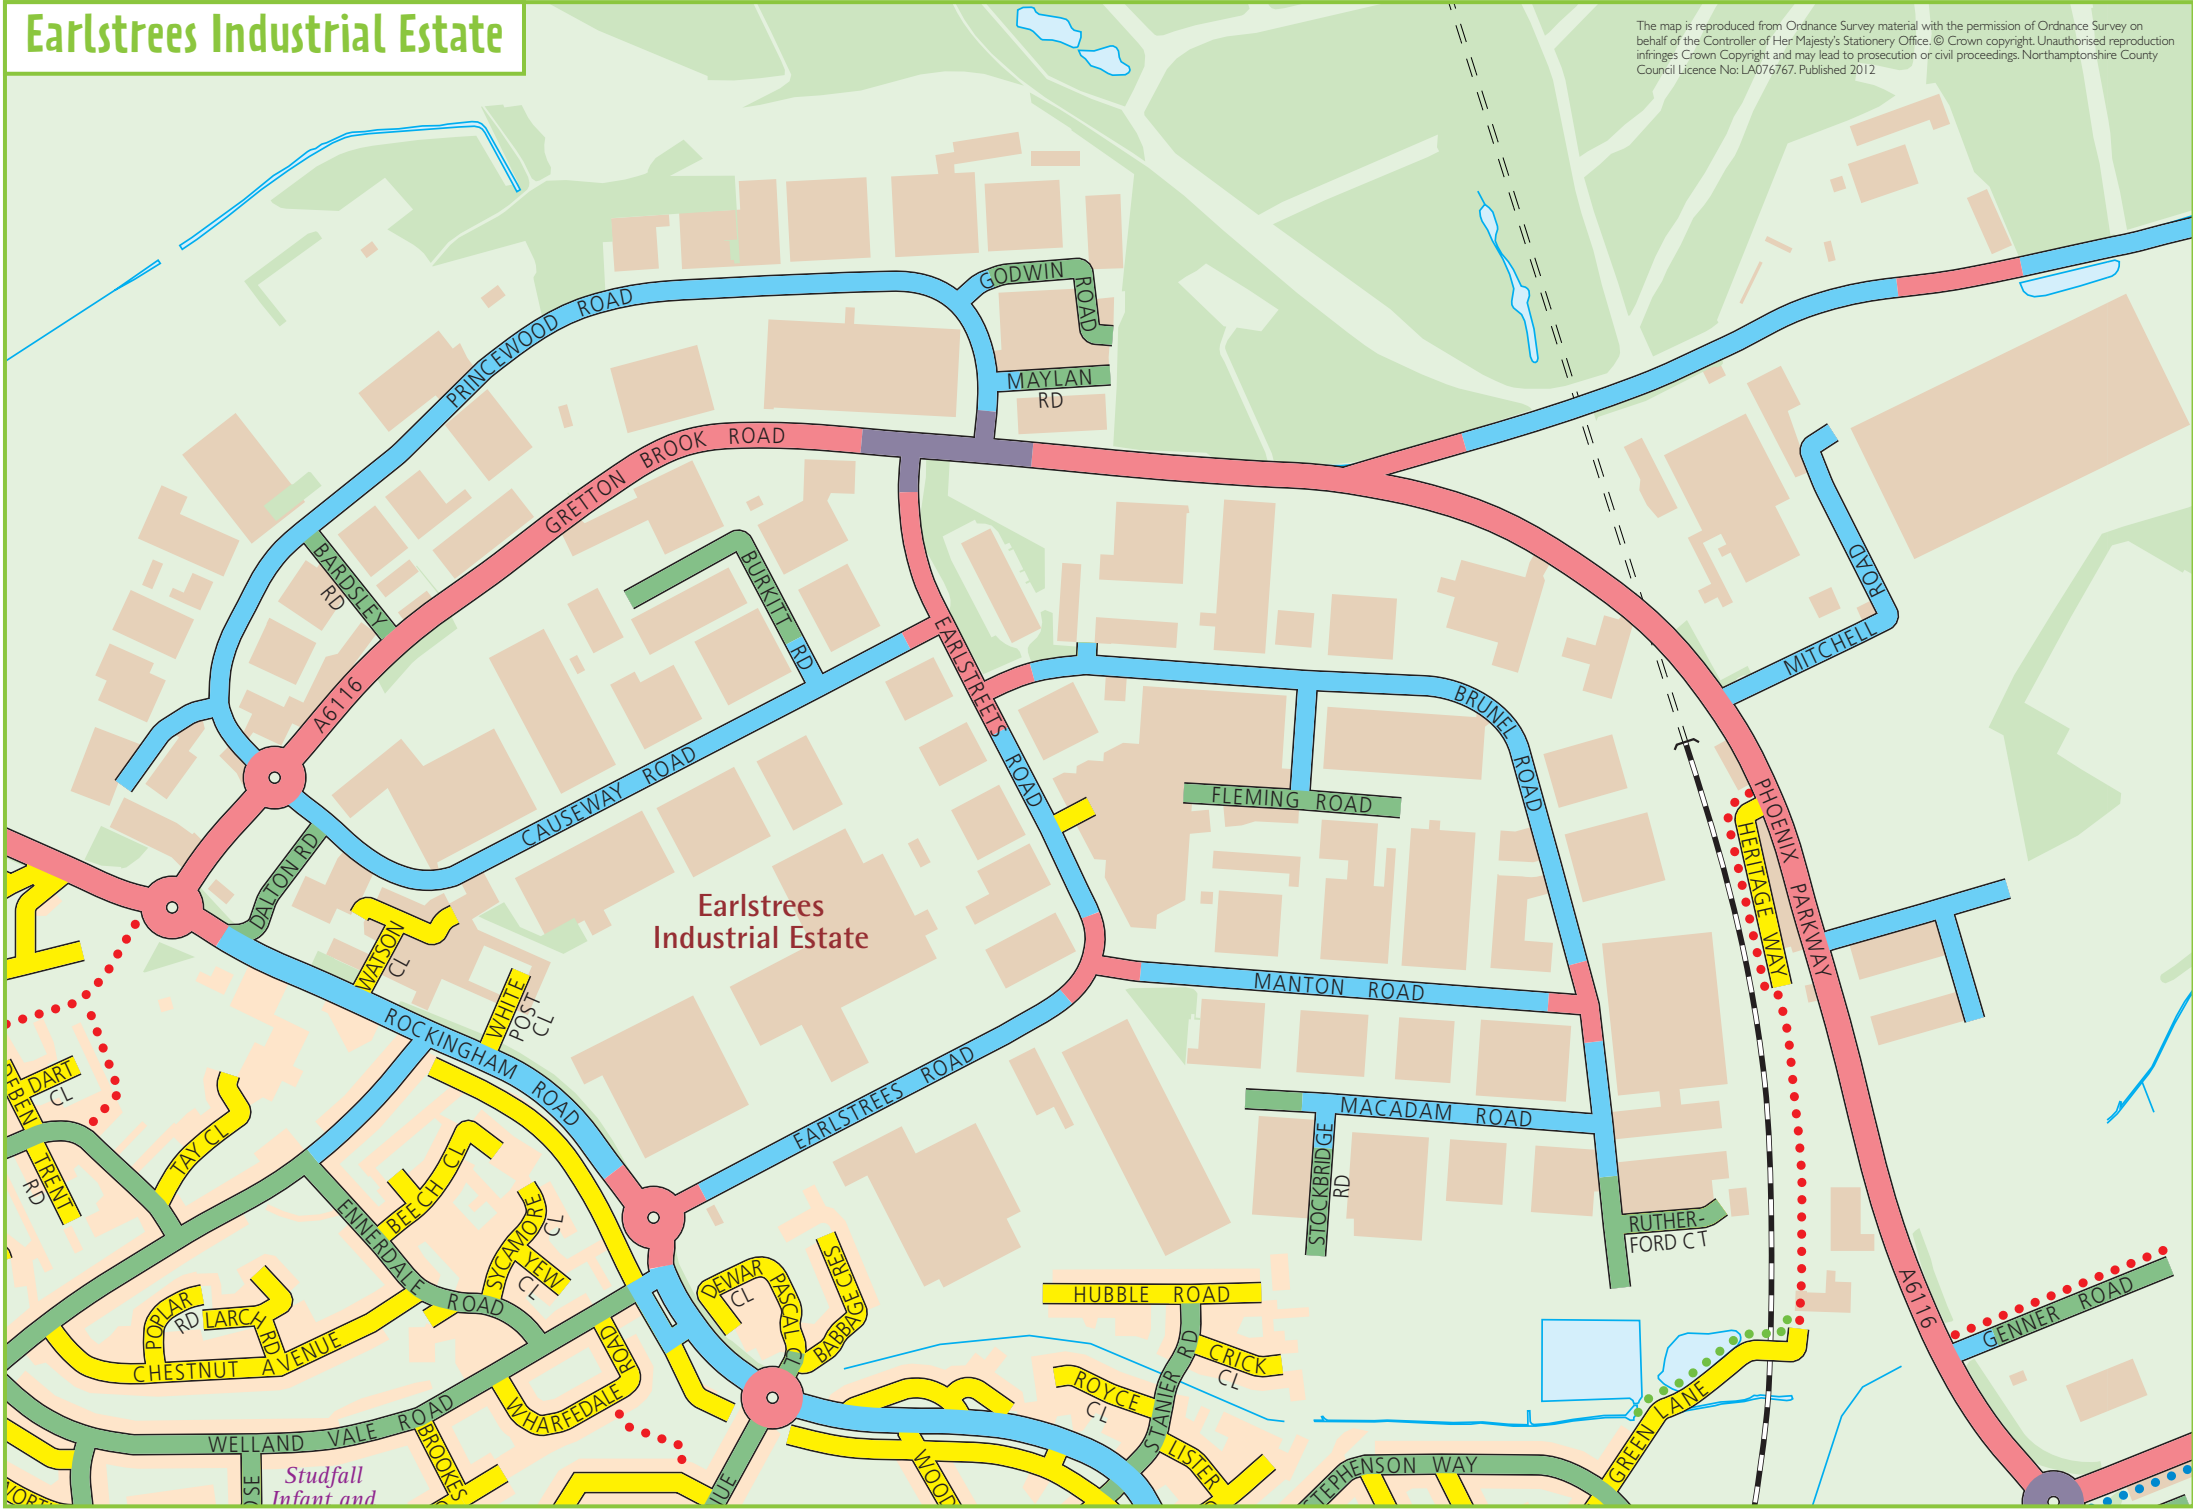 Earlstrees Industrial Estate
The map is reproduced from Ordnance Survey material with the permission of Ordnance Survey on
behalf of the Controller of Her Majesty's Stationery Office. © Crown copyright. Unauthorised reproduction
infringes Crown Copyright and may lead to prosecution or civil proceedings. Northamptonshire County
Council Licence No: LA076767. Published 2012
GODWIN
ROAD
PRINCEWOOD ROAD
MAYLAN
RD
GRETTON BROOK ROAD
BARDSLEY
RD
BURKITT
RD
A6116
EARLSTREETS ROAD
MITCHELL
ROAD
BRUNEL
ROAD
CAUSEWAY ROAD
FLEMING ROAD
PHOENIX PARKWAY
HERITAGE WAY
DALTON RD
Earlstrees
Industrial Estate
WATSON
CL
WHITE
POST
CL
MANTON ROAD
ROCKINGHAM ROAD
EARLSTREES ROAD
MACADAM ROAD
STOCKBRIDGE
RD
RUTHER-
FORD CT
DART
CL
TRENT
RD
TAY CL
BEECH CL
ENNERDALE ROAD
SYCAMORE
CL
YEW
CL
POPLAR
RD
LARCH
RD
CHESTNUT AVENUE
DEWAR
CL
PASCAL CL
BABBAGE CRES
HUBBLE ROAD
CRICK
CL
ROYCE
CL
STANIER RD
LISTER
A6116
GENNER ROAD
GREEN LANE
WHARFEDALE
ROAD
WELLAND VALE ROAD
BROOKES
WOOD
STEPHENSON WAY
Studfall
Infant and